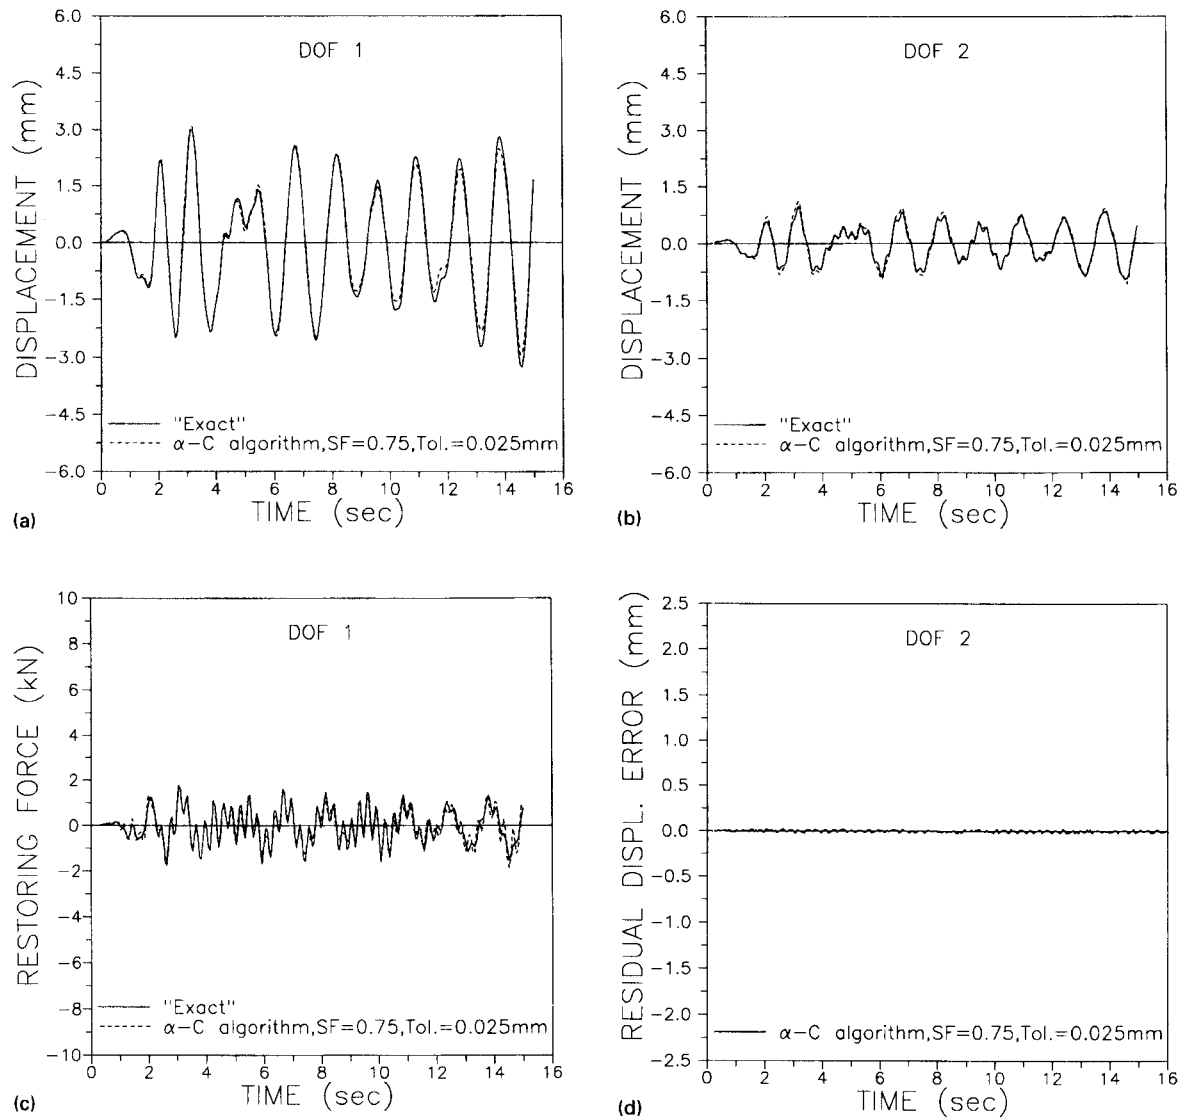 DOF 1
DISPLACEMENT (mm)
6.0
4.5
3.0
1.5
0.0
−1.5
−3.0
−4.5
−6.0
"Exact"
α−C algorithm,SF=0.75,Tol.=0.025mm
0 2 4 6 8 10 12 14 16
TIME (sec)
(a)
DOF 2
DISPLACEMENT (mm)
6.0
4.5
3.0
1.5
0.0
−1.5
−3.0
−4.5
−6.0
"Exact"
α−C algorithm,SF=0.75,Tol.=0.025mm
0 2 4 6 8 10 12 14 16
TIME (sec)
(b)
DOF 1
RESTORING FORCE (kN)
10
8
6
4
2
0
−2
−4
−6
−8
−10
"Exact"
α−C algorithm,SF=0.75,Tol.=0.025mm
0 2 4 6 8 10 12 14 16
TIME (sec)
(c)
DOF 2
RESIDUAL DISPL. ERROR (mm)
2.5
2.0
1.5
1.0
0.5
0.0
−0.5
−1.0
−1.5
−2.0
−2.5
α−C algorithm,SF=0.75,Tol.=0.025mm
0 2 4 6 8 10 12 14 16
TIME (sec)
(d)